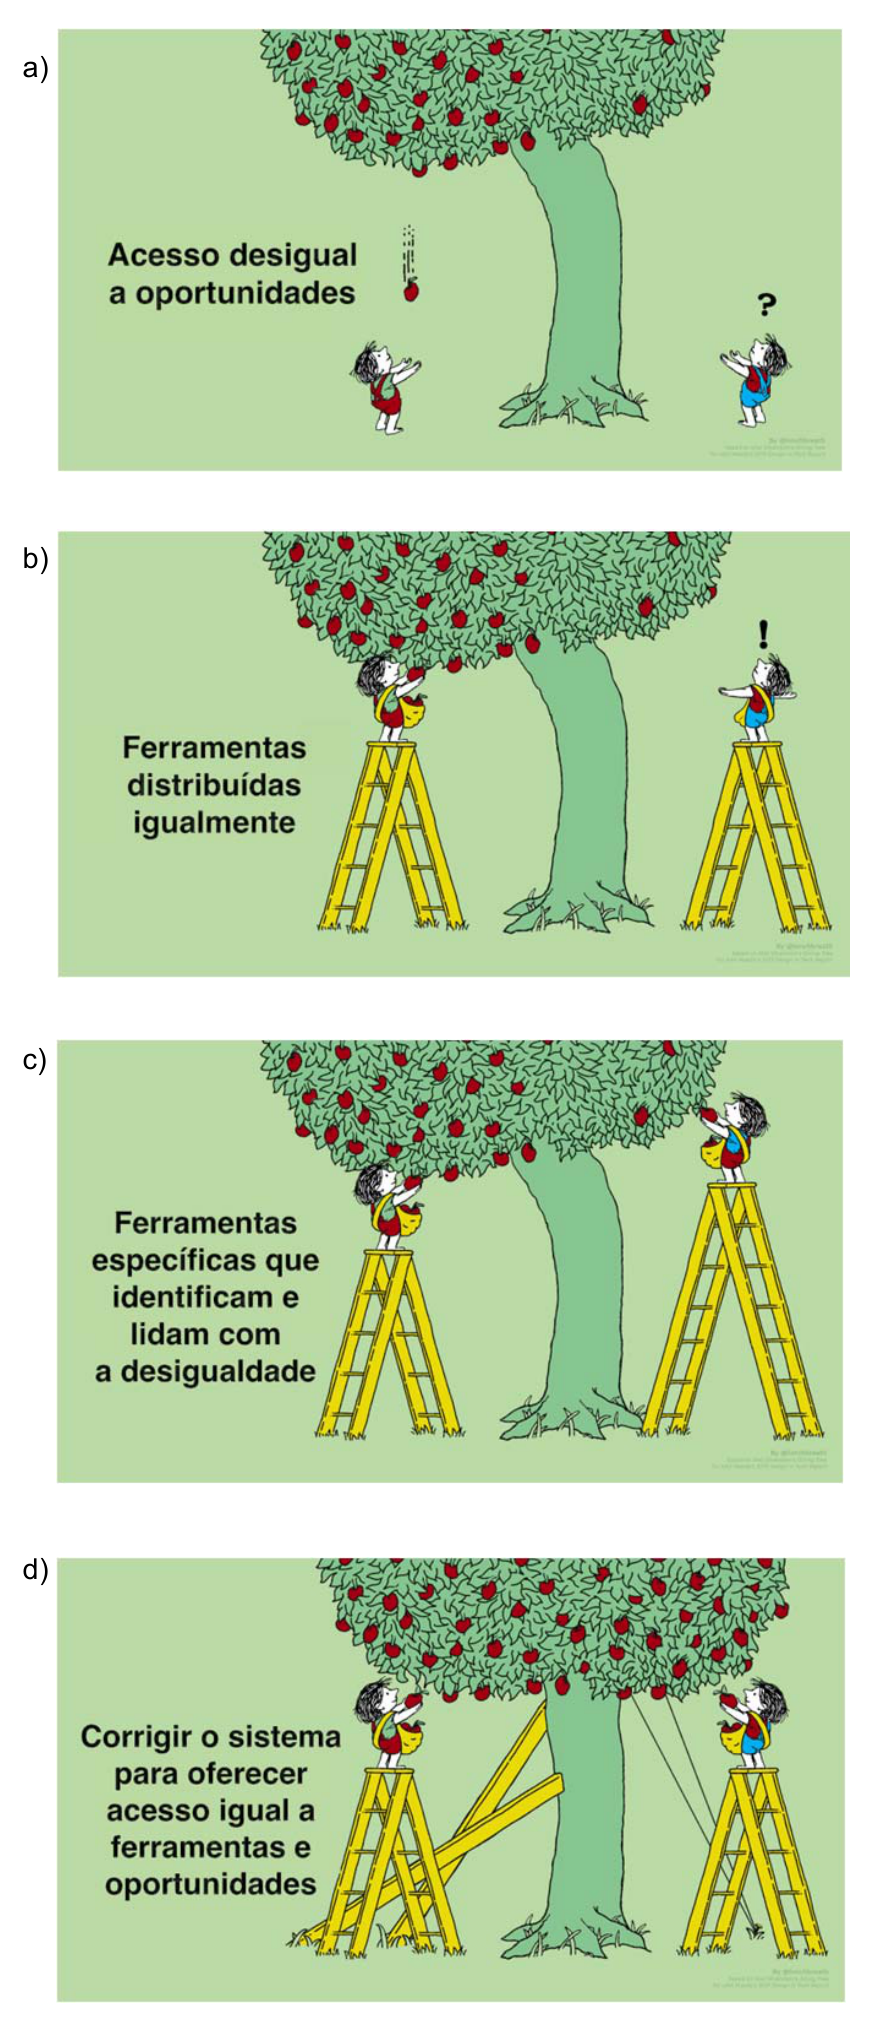 a)
Acesso desigual
a oportunidades
?
b)
!
Ferramentas
distribuídas
igualmente
c)
Ferramentas
específicas que
identificam e
lidam com
a desigualdade
d)
Corrigir o sistema
para oferecer
acesso igual a
ferramentas e
oportunidades